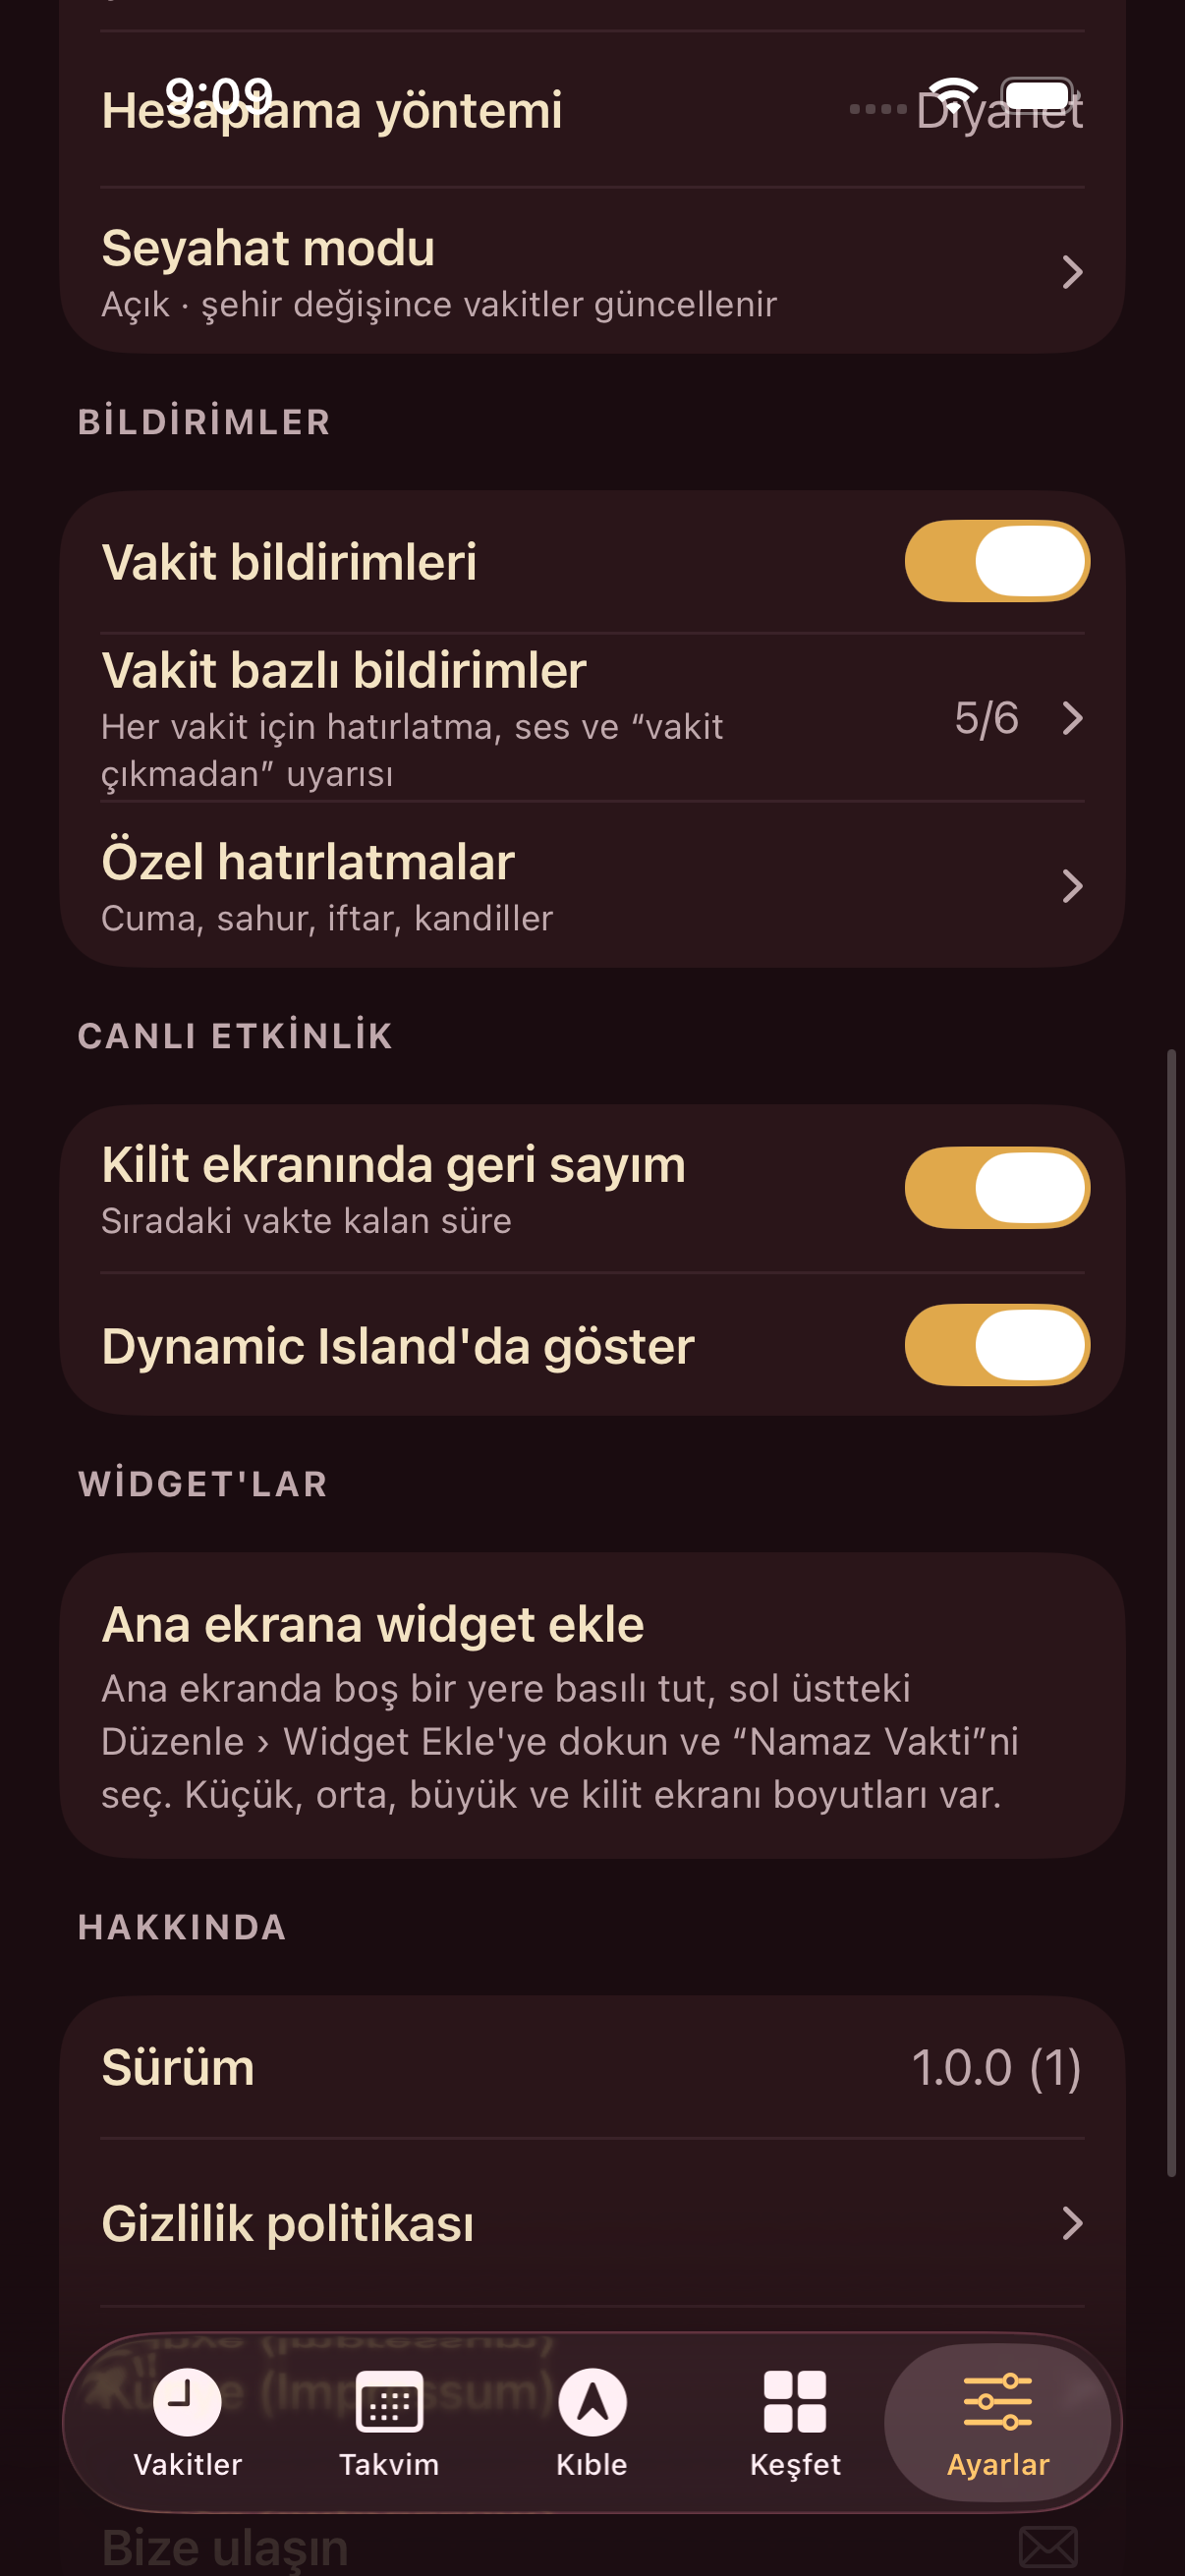 9:09
Hesaplama yöntemi
Diyanet
Seyahat modu
Açık · şehir değişince vakitler güncellenir
BİLDİRİMLER
Vakit bildirimleri
Vakit bazlı bildirimler
Her vakit için hatırlatma, ses ve “vakit
çıkmadan” uyarısı
5/6
Özel hatırlatmalar
Cuma, sahur, iftar, kandiller
CANLI ETKİNLİK
Kilit ekranında geri sayım
Sıradaki vakte kalan süre
Dynamic Island'da göster
WİDGET'LAR
Ana ekrana widget ekle
Ana ekranda boş bir yere basılı tut, sol üstteki
Düzenle › Widget Ekle'ye dokun ve “Namaz Vakti”ni
seç. Küçük, orta, büyük ve kilit ekranı boyutları var.
HAKKINDA
Sürüm
1.0.0 (1)
Gizlilik politikası
(Impressum)
Vakitler
Takvim
Kıble
Keşfet
Ayarlar
Bize ulaşın